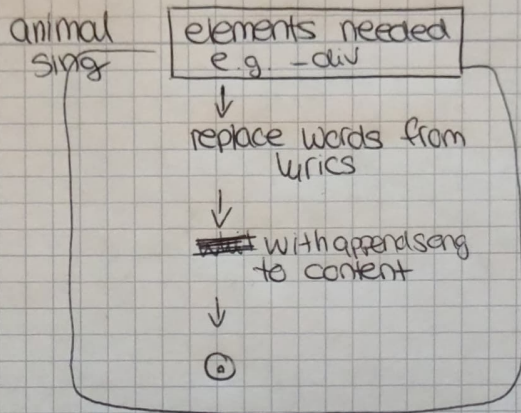 animal
sing
elements needed
e.g. -div
replace words from
lyrics
with appendsong
to content